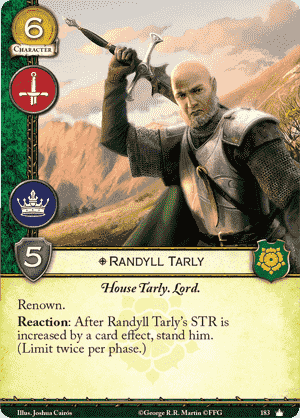 6
CHARACTER
5
RANDYLL TARLY
House Tarly. Lord.
Renown.
Reaction: After Randyll Tarly's STR is
increased by a card effect, stand him.
(Limit twice per phase.)
Illus. Joshua Cairós
©George R.R. Martin ©FFG
183